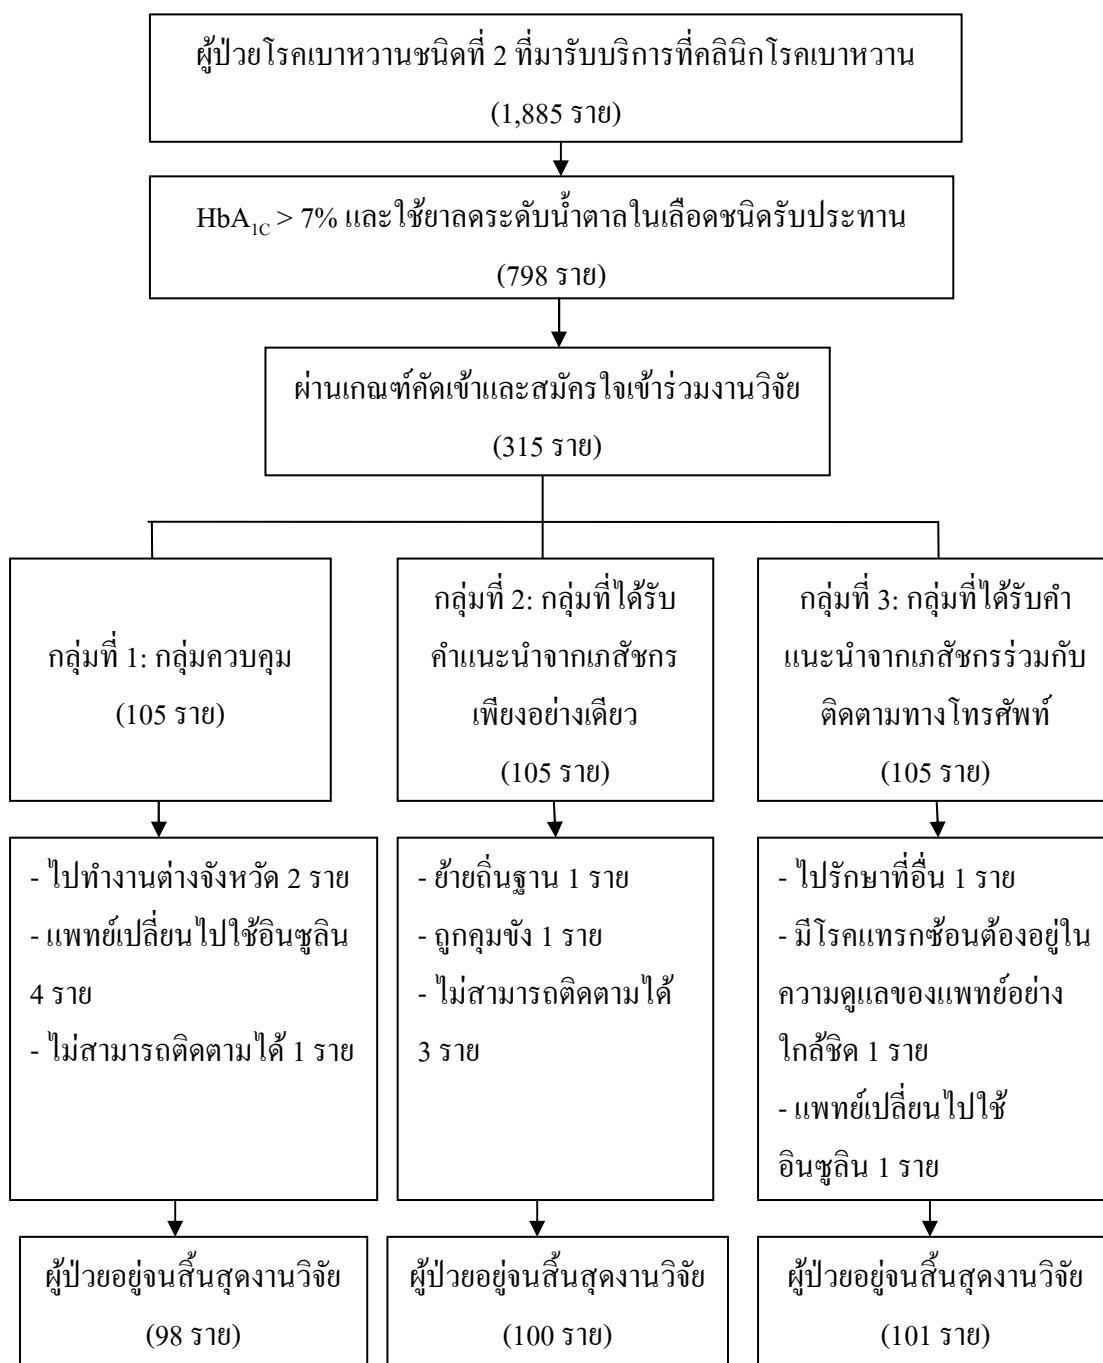 ผู้ป่วยโรคเบาหวานชนิดที่ 2 ที่มารับบริการที่คลินิกโรคเบาหวาน
(1,885 ราย)
HbA1C > 7% และใช้ยาลดระดับน้ำตาลในเลือดชนิดรับประทาน
(798 ราย)
ผ่านเกณฑ์คัดเข้าและสมัครใจเข้าร่วมงานวิจัย
(315 ราย)
กลุ่มที่ 1: กลุ่มควบคุม
(105 ราย)
กลุ่มที่ 2: กลุ่มที่ได้รับ
คำแนะนำจากเภสัชกร
เพียงอย่างเดียว
(105 ราย)
กลุ่มที่ 3: กลุ่มที่ได้รับคำ
แนะนำจากเภสัชกรร่วมกับ
ติดตามทางโทรศัพท์
(105 ราย)
- ไปทำงานต่างจังหวัด 2 ราย
- แพทย์เปลี่ยนไปใช้อินซูลิน
4 ราย
- ไม่สามารถติดตามได้ 1 ราย
- ย้ายถิ่นฐาน 1 ราย
- ถูกคุมขัง 1 ราย
- ไม่สามารถติดตามได้
3 ราย
- ไปรักษาที่อื่น 1 ราย
- มีโรคแทรกซ้อนต้องอยู่ใน
ความดูแลของแพทย์อย่าง
ใกล้ชิด 1 ราย
- แพทย์เปลี่ยนไปใช้
อินซูลิน 1 ราย
ผู้ป่วยอยู่จนสิ้นสุดงานวิจัย
(98 ราย)
ผู้ป่วยอยู่จนสิ้นสุดงานวิจัย
(100 ราย)
ผู้ป่วยอยู่จนสิ้นสุดงานวิจัย
(101 ราย)